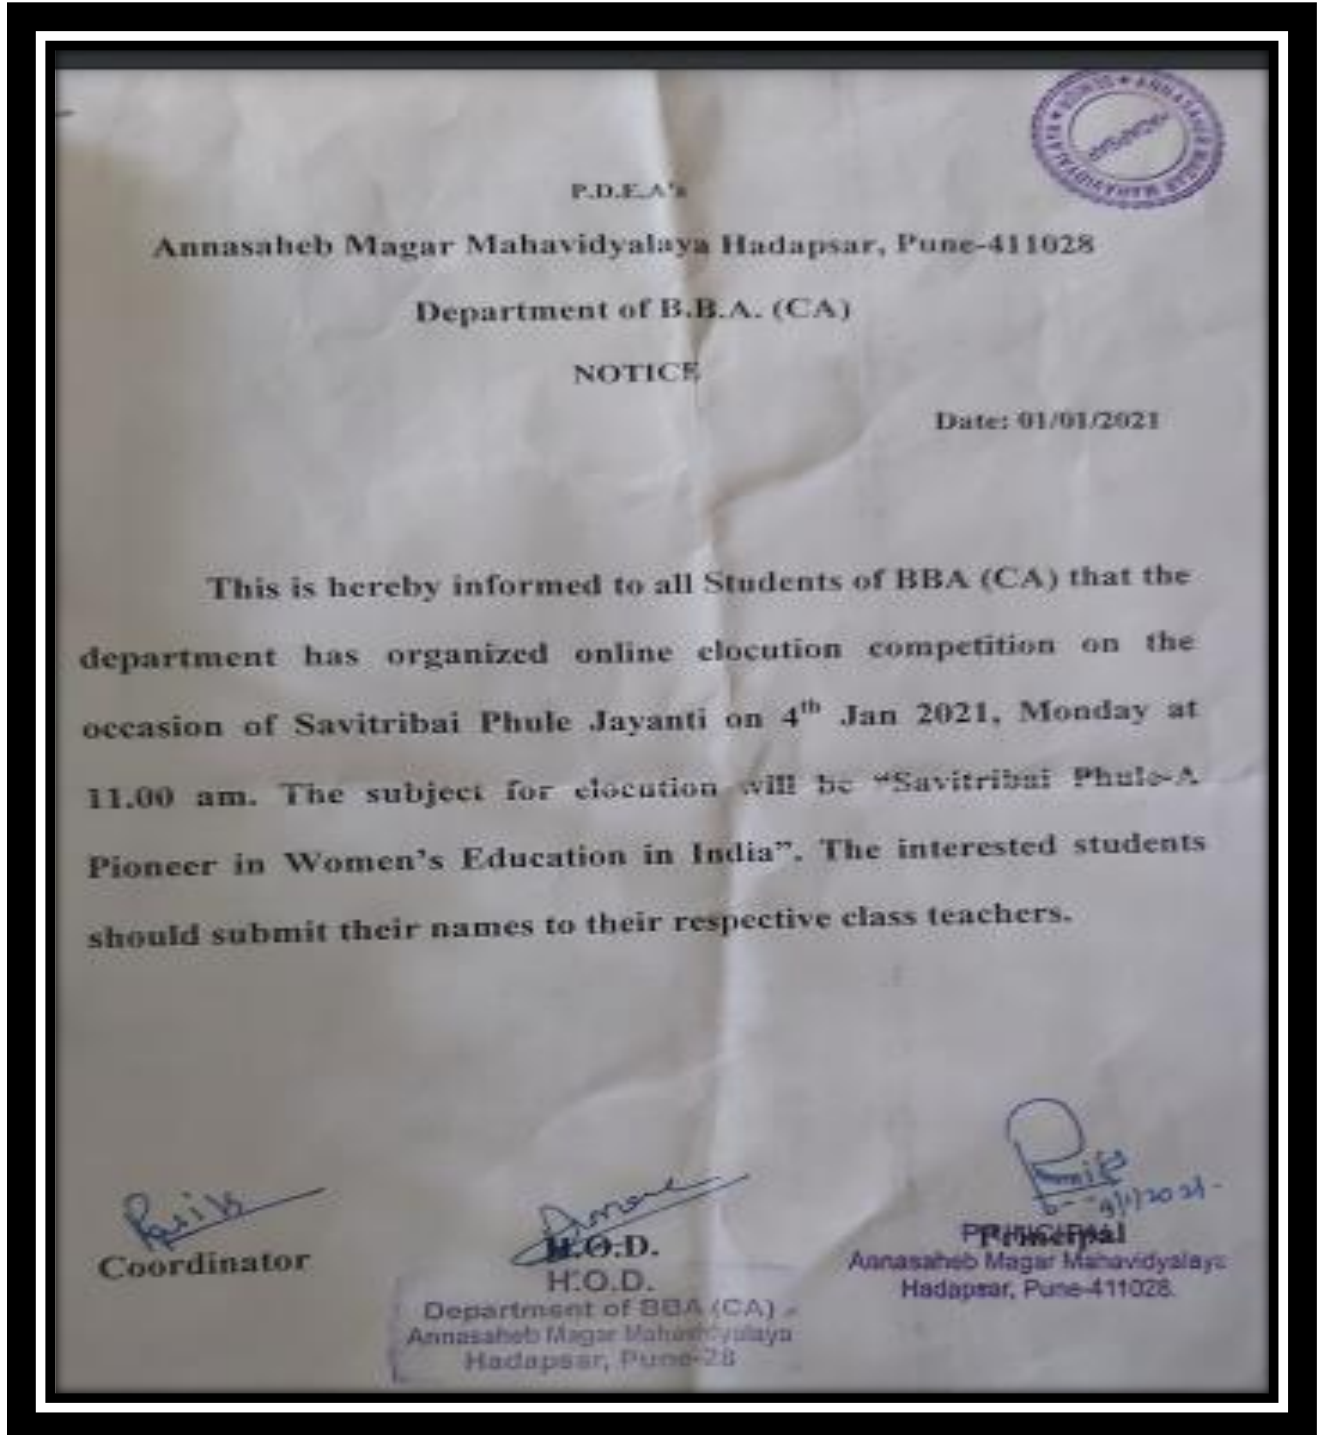 P.D.E.A's
Annasaheb Magar Mahavidyalaya Hadapsar, Pune-411028
Department of B.B.A. (CA)
NOTICE
Date: 01/01/2021
This is hereby informed to all Students of BBA (CA) that the
department has organized online elocution competition on the
occasion of Savitribai Phule Jayanti on 4th Jan 2021, Monday at
11.00 am. The subject for elocution will be “Savitribai Phule-A
Pioneer in Women’s Education in India”. The interested students
should submit their names to their respective class teachers.
Coordinator
H.O.D.
H.O.D.
Department of BBA (CA)
Annasaheb Magar Mahavidyalaya
Hadapsar, Pune-28
Principal
PRINCIPAL
Annasaheb Magar Mahavidyalaya
Hadapsar, Pune-411028.